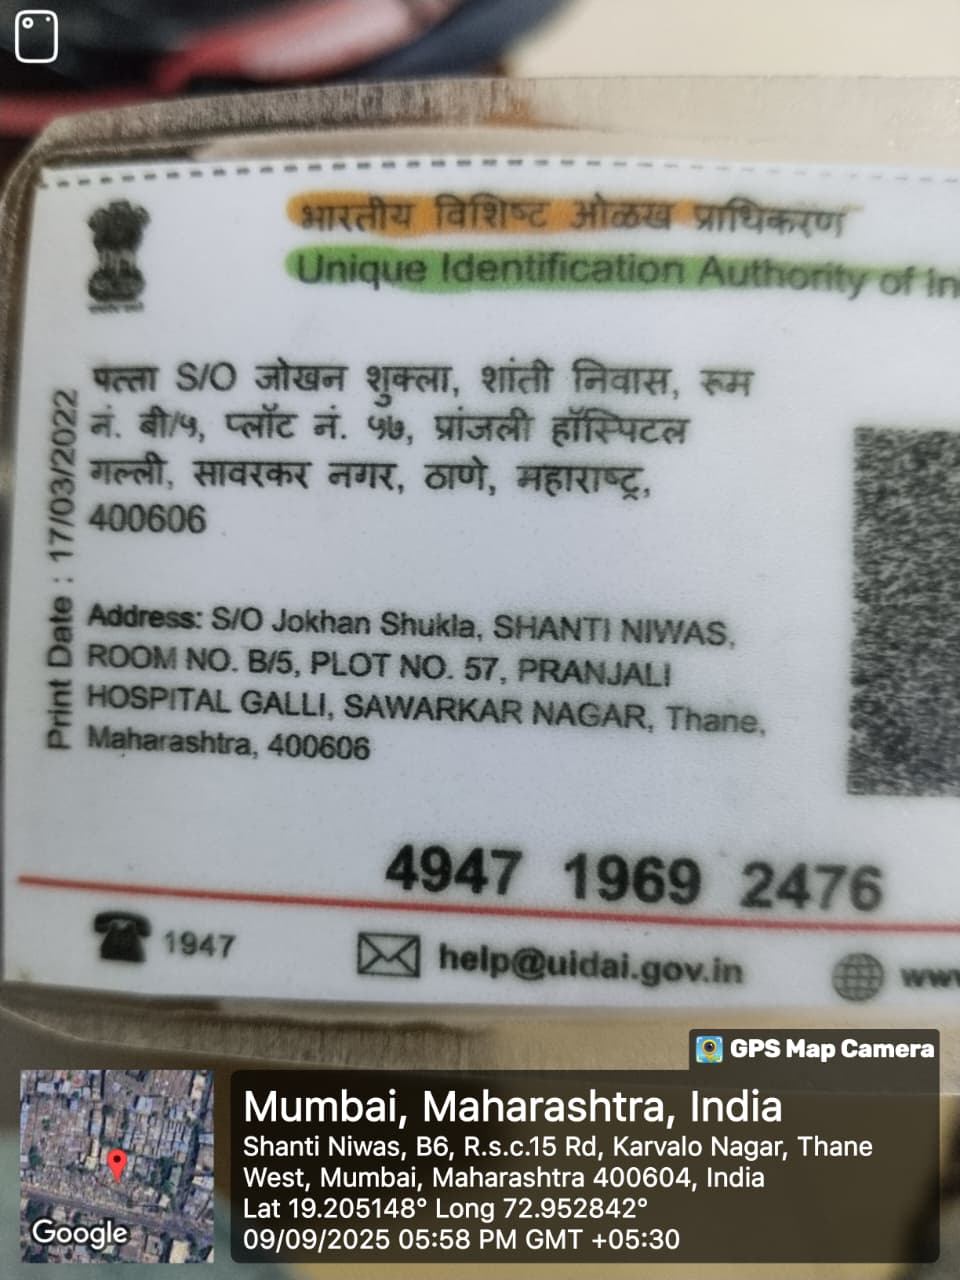 भारतीय विशिष्ट ओळख प्राधिकरण
Unique Identification Authority of In
पत्ता S/O जोखन शुक्ला, शांती निवास, रूम
नं. बी/५, प्लॉट नं. ५७, प्रांजली हॉस्पिटल
गल्ली, सावरकर नगर, ठाणे, महाराष्ट्र,
400606
Address: S/O Jokhan Shukla, SHANTI NIWAS,
ROOM NO. B/5, PLOT NO. 57, PRANJALI
HOSPITAL GALLI, SAWARKAR NAGAR, Thane,
Maharashtra, 400606
Print Date : 17/03/2022
4947 1969 2476
1947
help@uidai.gov.in
www
GPS Map Camera
Mumbai, Maharashtra, India
Shanti Niwas, B6, R.s.c.15 Rd, Karvalo Nagar, Thane
West, Mumbai, Maharashtra 400604, India
Lat 19.205148° Long 72.952842°
09/09/2025 05:58 PM GMT +05:30
Google